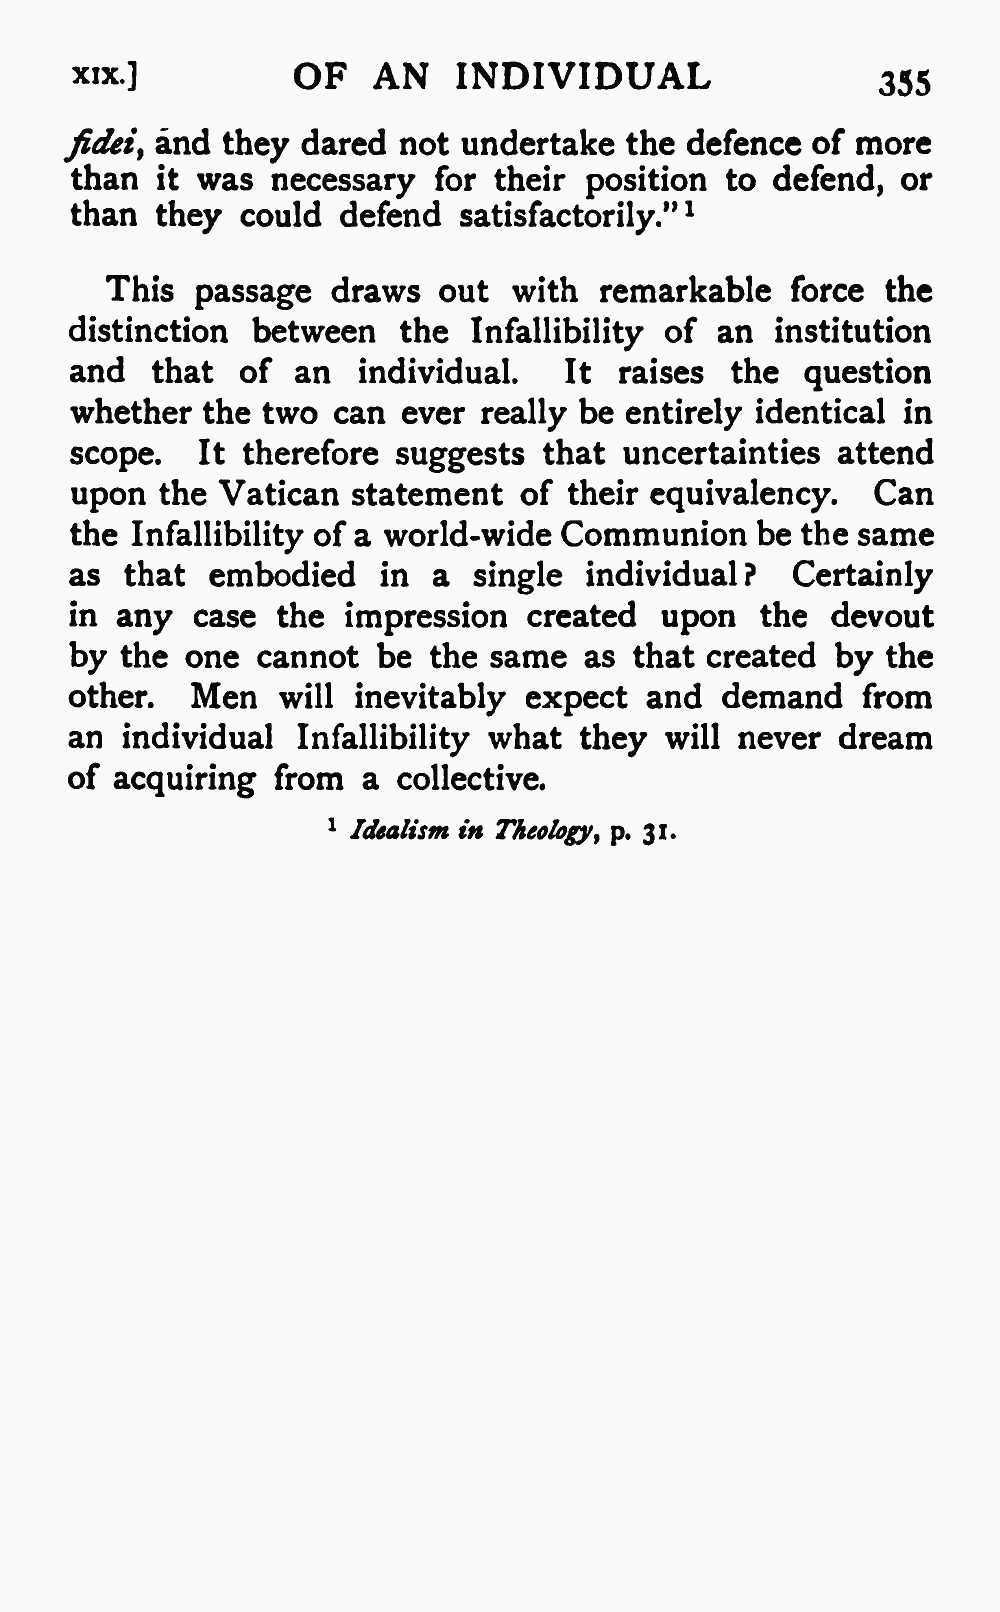 XIX.] OF AN INDIVIDUAL 355
fidei, and they dared not undertake the defence of more
than it was necessary for their position to defend, or
than they could defend satisfactorily." 1
This passage draws out with remarkable force the
distinction between the Infallibility of an institution
and that of an individual. It raises the question
whether the two can ever really be entirely identical in
scope. It therefore suggests that uncertainties attend
upon the Vatican statement of their equivalency. Can
the Infallibility of a world-wide Communion be the same
as that embodied in a single individual? Certainly
in any case the impression created upon the devout
by the one cannot be the same as that created by the
other. Men will inevitably expect and demand from
an individual Infallibility what they will never dream
of acquiring from a collective.
1 Idealism in Theology, p. 31.